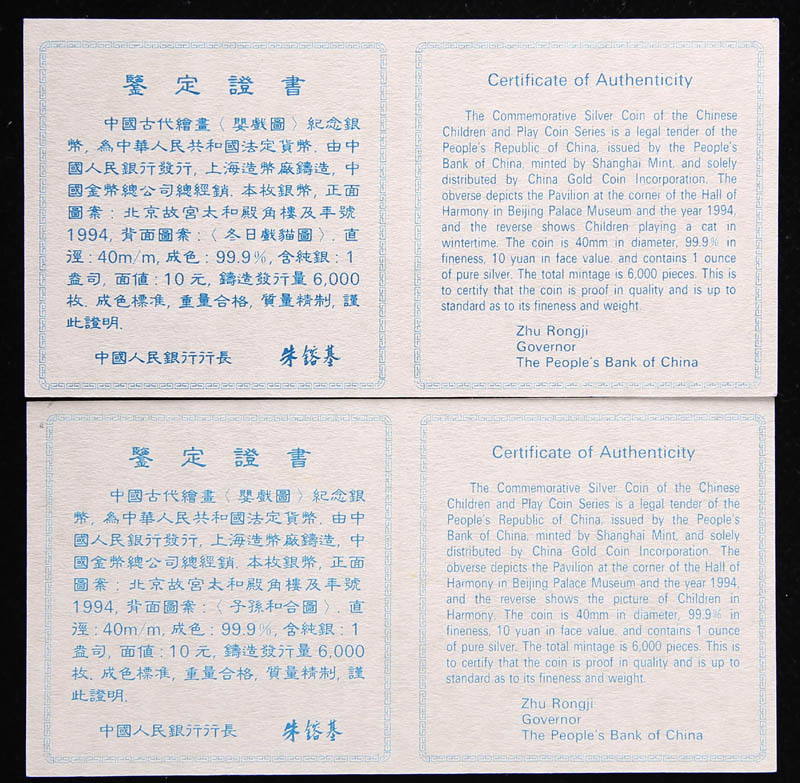 鑒定證書
中國古代繪畫〈嬰戲圖〉紀念銀
幣, 為中華人民共和國法定貨幣. 由中
國人民銀行發行, 上海造幣廠鑄造, 中
國金幣總公司總經銷. 本枚銀幣, 正面
圖案: 北京故宮太和殿角樓及年號
1994, 背面圖案:〈冬日戲貓圖〉. 直
徑: 40m/m, 成色: 99.9%, 含純銀: 1
盎司, 面值: 10元, 鑄造發行量6,000
枚. 成色標准, 重量合格, 質量精制, 謹
此證明.
中國人民銀行行長 朱鎔基
Certificate of Authenticity
The Commemorative Silver Coin of the Chinese
Children and Play Coin Series is a legal tender of the
People's Republic of China, issued by the People's
Bank of China, minted by Shanghai Mint, and solely
distributed by China Gold Coin Incorporation. The
obverse depicts the Pavilion at the corner of the Hall of
Harmony in Beijing Palace Museum and the year 1994,
and the reverse shows Children playing a cat in
wintertime. The coin is 40mm in diameter, 99.9% in
fineness, 10 yuan in face value, and contains 1 ounce
of pure silver. The total mintage is 6,000 pieces. This is
to certify that the coin is proof in quality and is up to
standard as to its fineness and weight.
Zhu Rongji
Governor
The People's Bank of China
鑒定證書
中國古代繪畫〈嬰戲圖〉紀念銀
幣, 為中華人民共和國法定貨幣. 由中
國人民銀行發行, 上海造幣廠鑄造, 中
國金幣總公司總經銷. 本枚銀幣, 正面
圖案: 北京故宮太和殿角樓及年號
1994, 背面圖案:〈子孫和合圖〉. 直
徑: 40m/m, 成色: 99.9%, 含純銀: 1
盎司, 面值: 10元, 鑄造發行量6,000
枚. 成色標准, 重量合格, 質量精制, 謹
此證明.
中國人民銀行行長 朱鎔基
Certificate of Authenticity
The Commemorative Silver Coin of the Chinese
Children and Play Coin Series is a legal tender of the
People's Republic of China, issued by the People's
Bank of China, minted by Shanghai Mint, and solely
distributed by China Gold Coin Incorporation. The
obverse depicts the Pavilion at the corner of the Hall of
Harmony in Beijing Palace Museum and the year 1994,
and the reverse shows the picture of Children in
Harmony. The coin is 40mm in diameter, 99.9% in
fineness, 10 yuan in face value, and contains 1 ounce
of pure silver. The total mintage is 6,000 pieces. This is
to certify that the coin is proof in quality and is up to
standard as to its fineness and weight.
Zhu Rongji
Governor
The People's Bank of China